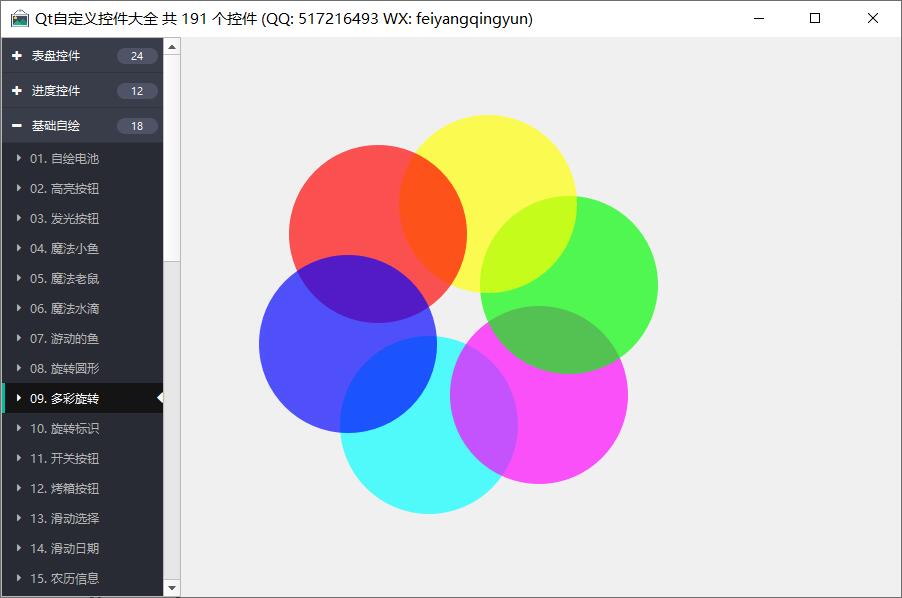 Qt自定义控件大全 共 191 个控件 (QQ: 517216493 WX: feiyangqingyun)
表盘控件 24
进度控件 12
基础自绘 18
01. 自绘电池
02. 高亮按钮
03. 发光按钮
04. 魔法小鱼
05. 魔法老鼠
06. 魔法水滴
07. 游动的鱼
08. 旋转圆形
09. 多彩旋转
10. 旋转标识
11. 开关按钮
12. 烤箱按钮
13. 滑动选择
14. 滑动日期
15. 农历信息